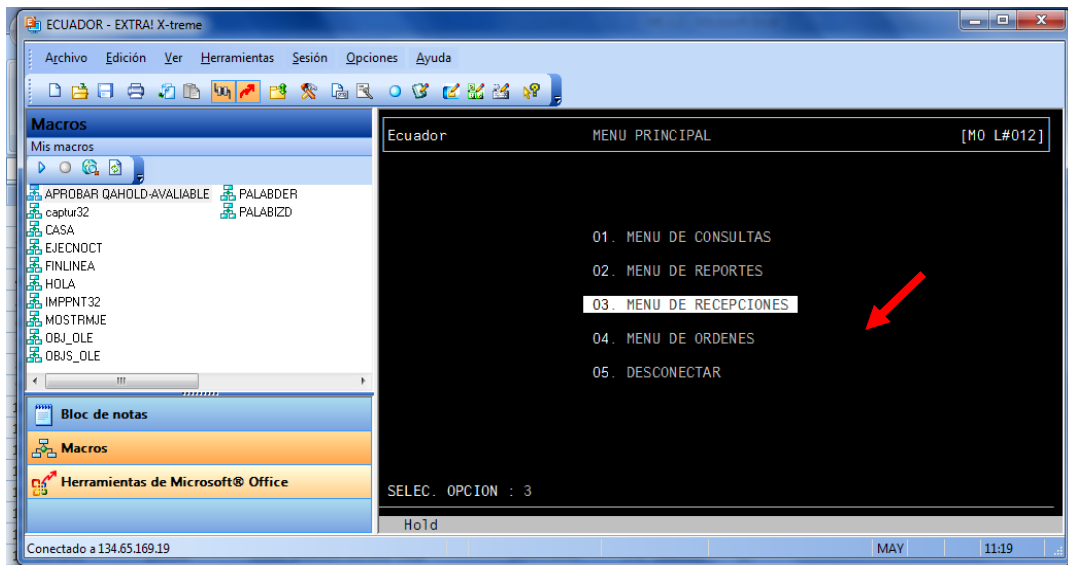 ECUADOR - EXTRA! X-treme
Archivo Edición Ver Herramientas Sesión Opciones Ayuda
Macros
Mis macros
APROBAR QAHOLD-AVALIABLE PALABDER
captur32 PALABIZD
CASA
EJECNOCT
FINLINEA
HOLA
IMPPNT32
MOSTRMJE
OBJ_OLE
OBJS_OLE
Bloc de notas
Macros
Herramientas de Microsoft® Office
Ecuador MENU PRINCIPAL [M0 L#012]
01. MENU DE CONSULTAS
02. MENU DE REPORTES
03. MENU DE RECEPCIONES
04. MENU DE ORDENES
05. DESCONECTAR
SELEC. OPCION : 3
Hold
Conectado a 134.65.169.19 MAY 11:19